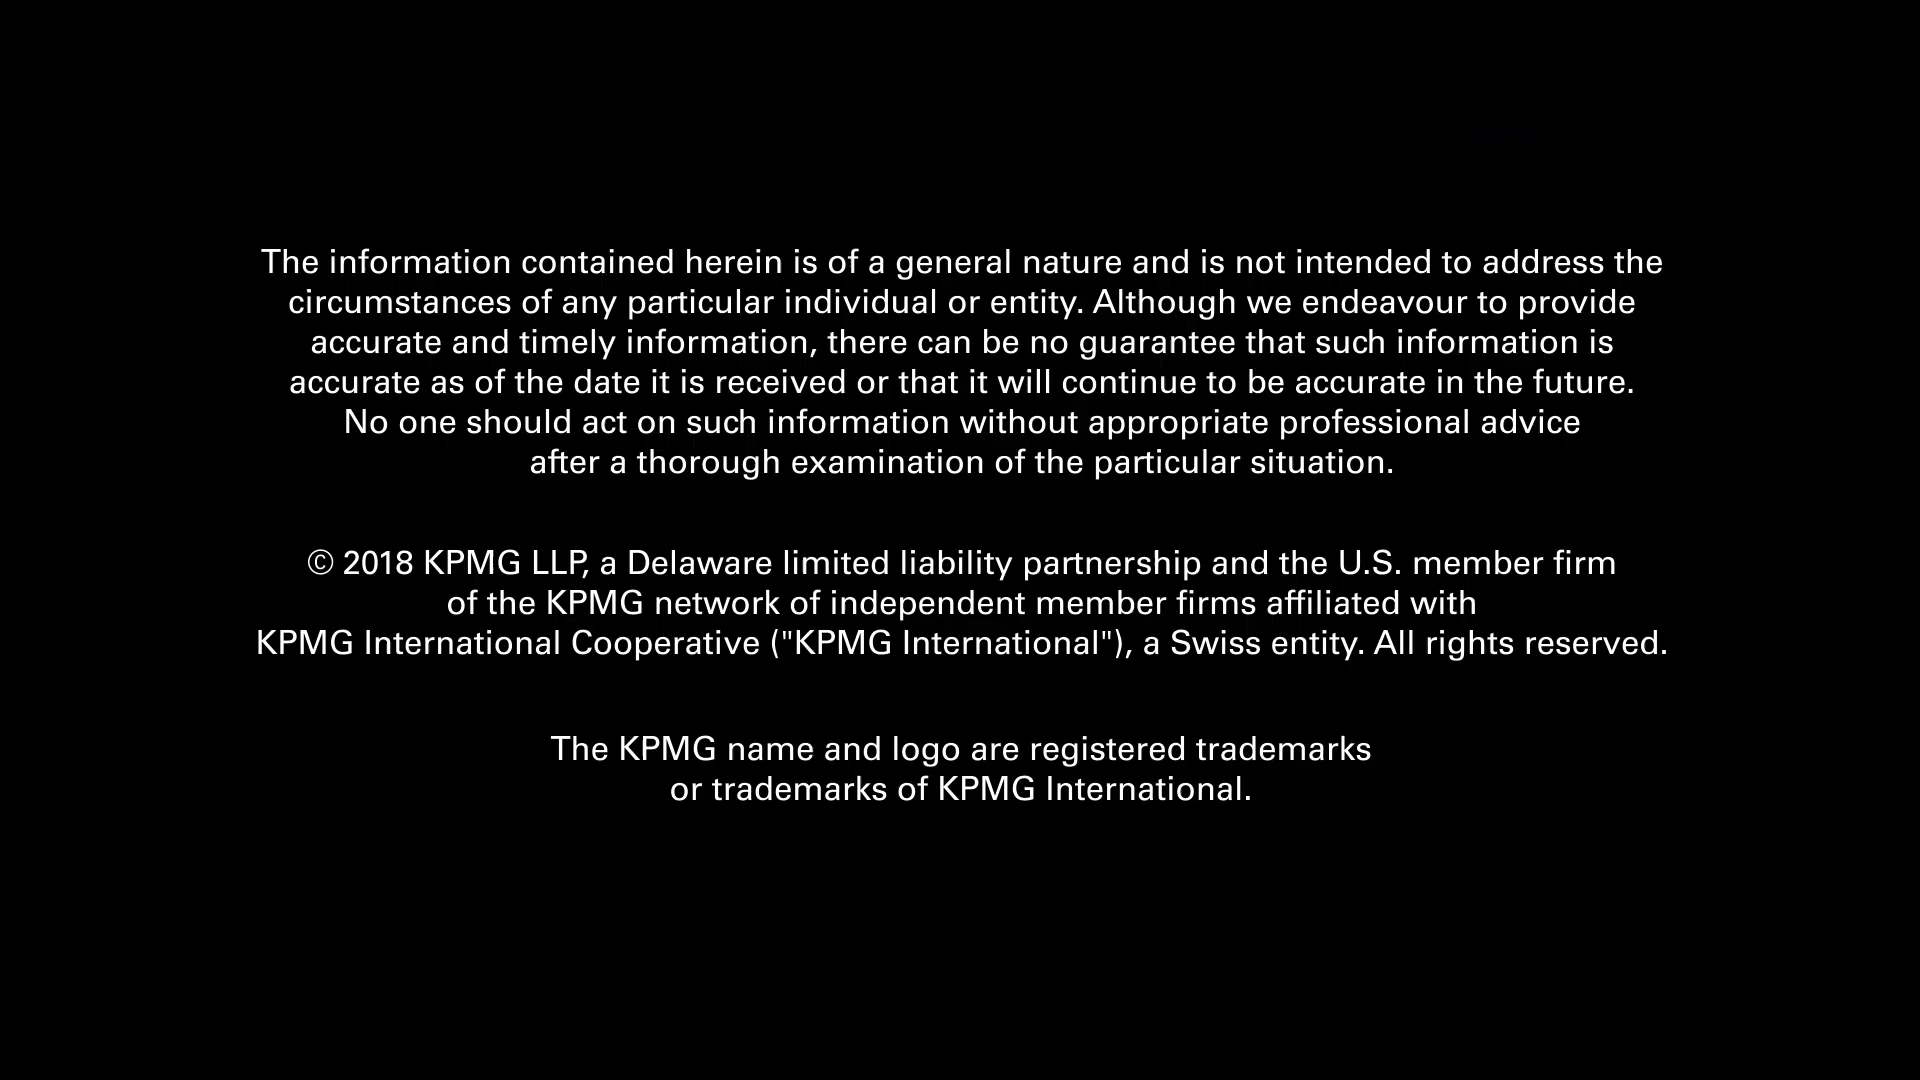 The information contained herein is of a general nature and is not intended to address the
circumstances of any particular individual or entity. Although we endeavour to provide
accurate and timely information, there can be no guarantee that such information is
accurate as of the date it is received or that it will continue to be accurate in the future.
No one should act on such information without appropriate professional advice
after a thorough examination of the particular situation.
© 2018 KPMG LLP, a Delaware limited liability partnership and the U.S. member firm
of the KPMG network of independent member firms affiliated with
KPMG International Cooperative ("KPMG International"), a Swiss entity. All rights reserved.
The KPMG name and logo are registered trademarks
or trademarks of KPMG International.